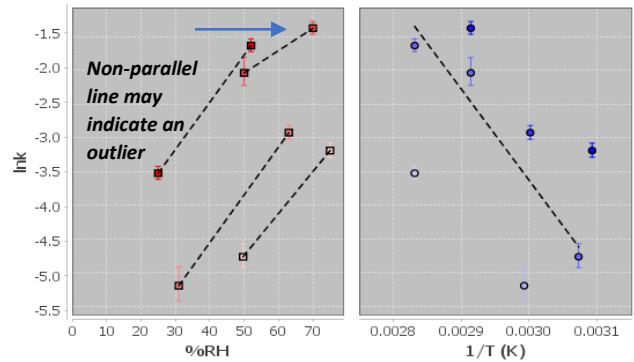 -1.5
-2.0
-2.5
-3.0
-3.5
-4.0
-4.5
-5.0
-5.5
lnk
Non-parallel
line may
indicate an
outlier
0 10 20 30 40 50 60 70
%RH
0.0028 0.0029 0.0030 0.0031
1/T (K)